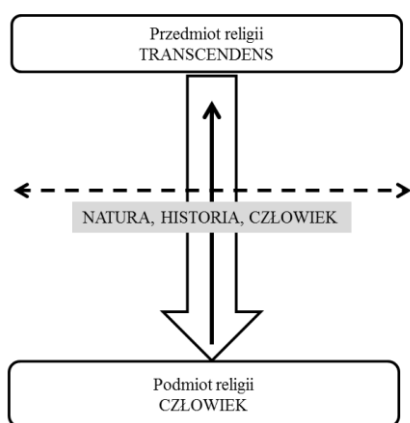 Przedmiot religii
TRANSCENDENS
NATURA, HISTORIA, CZŁOWIEK
Podmiot religii
CZŁOWIEK